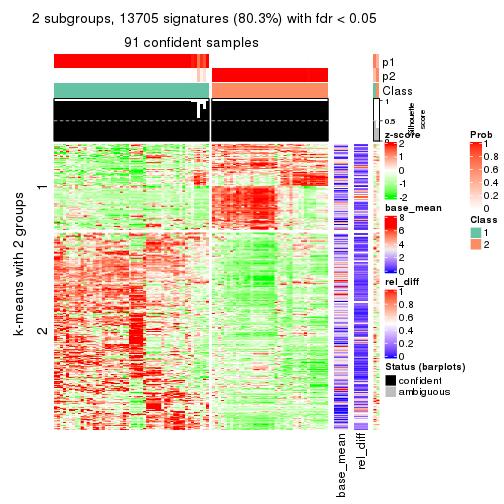 2 subgroups, 13705 signatures (80.3%) with fdr < 0.05
91 confident samples
p1
p2
Class
1
0.5
0
Silhouette
score
k-means with 2 groups
1
2
base_mean
rel_diff
z-score
2
1
0
-1
-2
base_mean
8
6
4
2
0
rel_diff
1
0.8
0.6
0.4
0.2
0
Status (barplots)
confident
ambiguous
Prob
1
0.8
0.6
0.4
0.2
0
Class
1
2